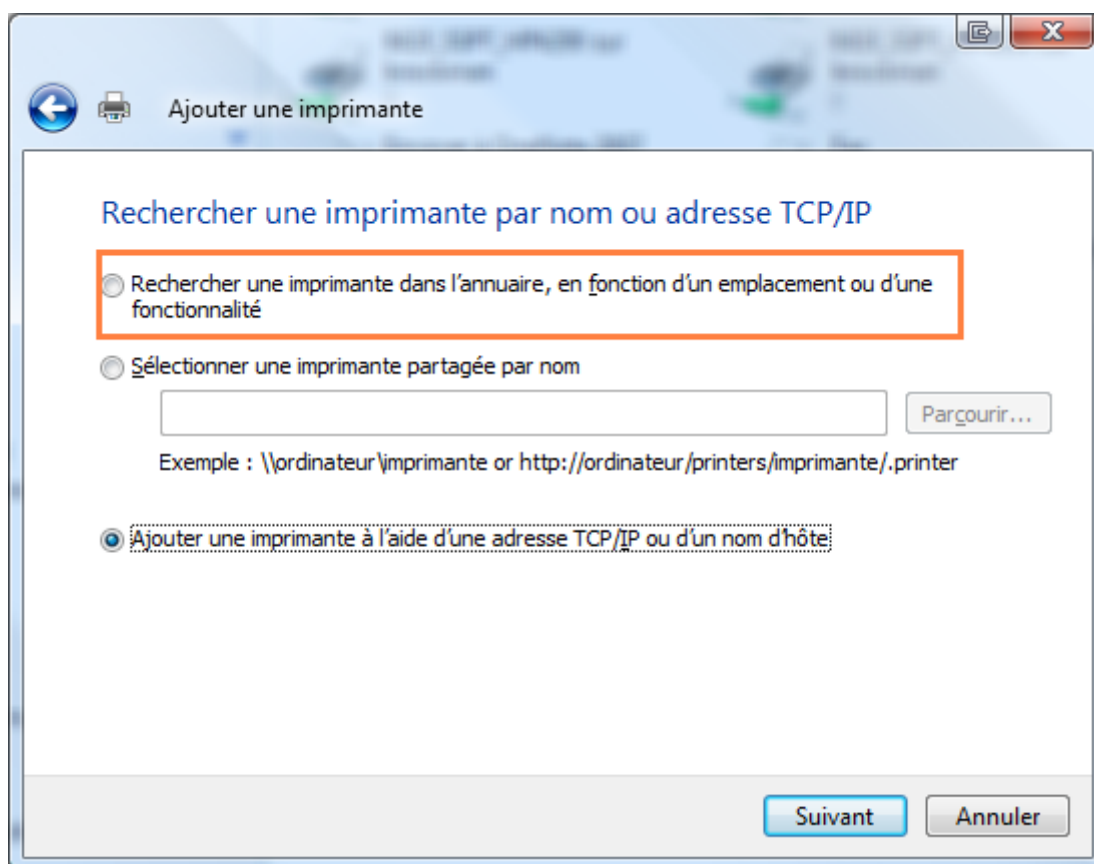 Ajouter une imprimante
Rechercher une imprimante par nom ou adresse TCP/IP
Rechercher une imprimante dans l'annuaire, en fonction d'un emplacement ou d'une
fonctionnalité
Sélectionner une imprimante partagée par nom
Parcourir...
Exemple : \\ordinateur\imprimante or http://ordinateur/printers/imprimante/.printer
Ajouter une imprimante à l'aide d'une adresse TCP/IP ou d'un nom d'hôte
Suivant
Annuler